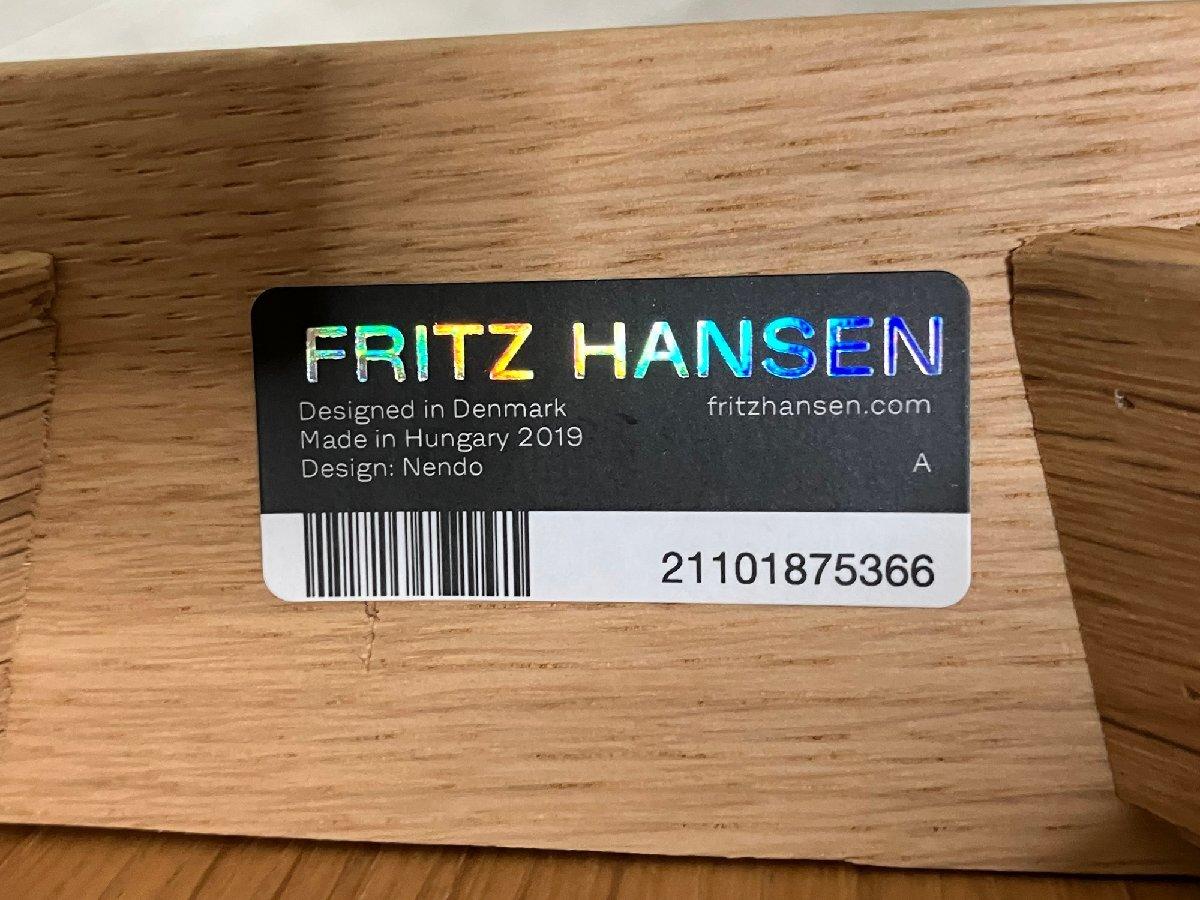 FRITZ HANSEN
Designed in Denmark
fritzhansen.com
Made in Hungary 2019
Design: Nendo
A
21101875366